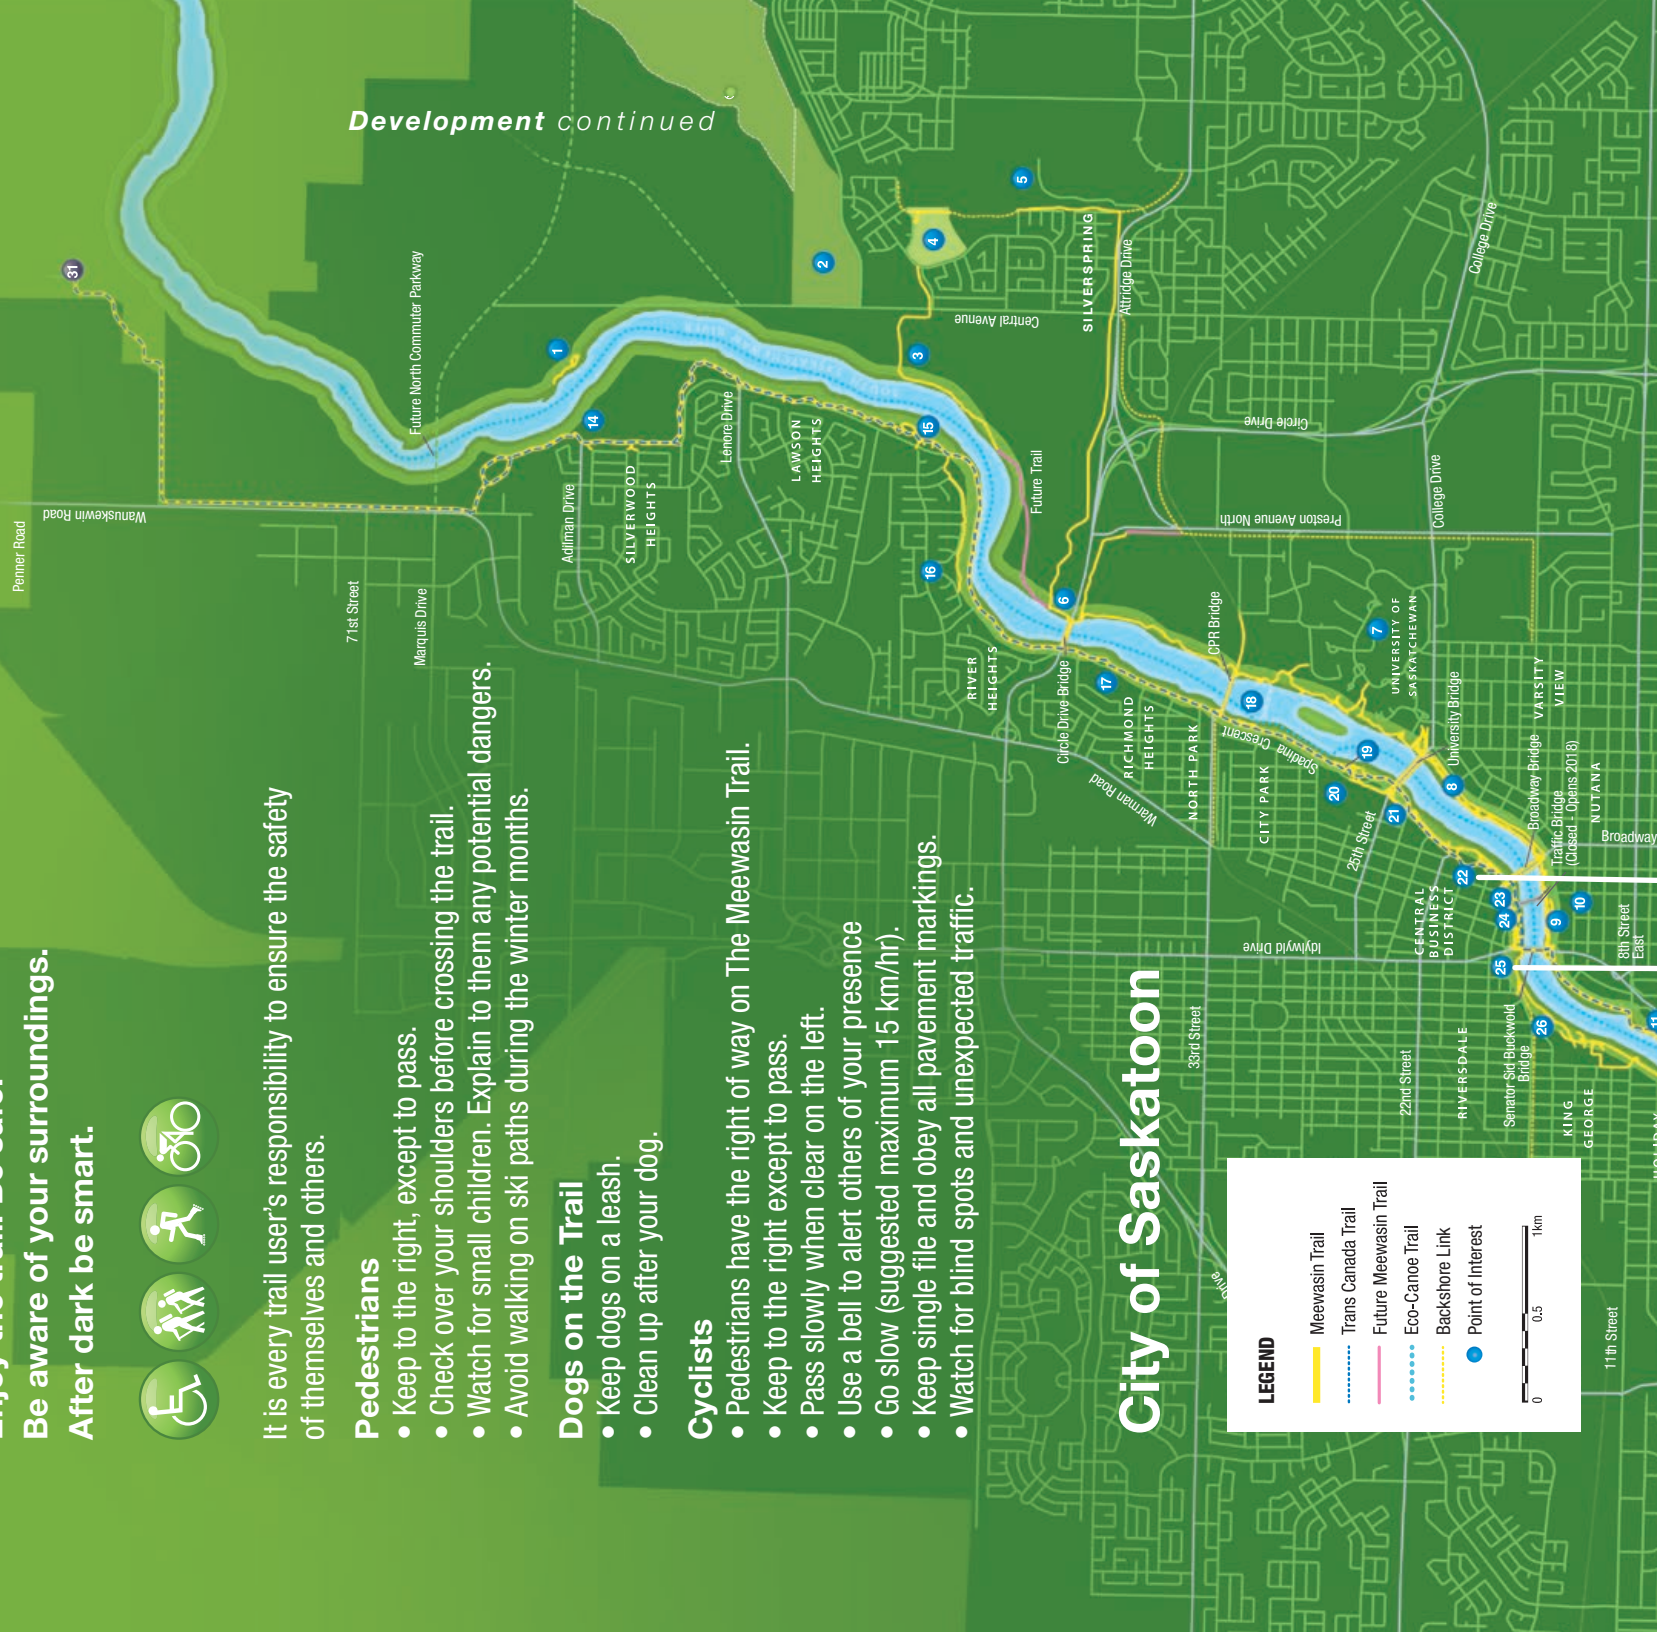 Be aware of your surroundings.
After dark be smart.
It is every trail user's responsibility to ensure the safety
of themselves and others.
Pedestrians
• Keep to the right, except to pass.
• Check over your shoulders before crossing the trail.
• Watch for small children. Explain to them any potential dangers.
• Avoid walking on ski paths during the winter months.
Dogs on the Trail
• Keep dogs on a leash.
• Clean up after your dog.
Cyclists
• Pedestrians have the right of way on The Meewasin Trail.
• Keep to the right except to pass.
• Pass slowly when clear on the left.
• Use a bell to alert others of your presence
• Go slow (suggested maximum 15 km/hr).
• Keep single file and obey all pavement markings.
• Watch for blind spots and unexpected traffic.
City of Saskatoon
LEGEND
Meewasin Trail
Trans Canada Trail
Future Meewasin Trail
Eco-Canoe Trail
Backshore Link
Point of Interest
0
0.5
1km
Development continued
Penner Road
Wanuskewin Road
31
71st Street
Marquis Drive
Future North Commuter Parkway
1
14
Adilman Drive
SILVERWOOD
HEIGHTS
Lenore Drive
LAWSON
HEIGHTS
2
3
4
5
15
16
Central Avenue
SILVERSPRING
Attridge Drive
Future Trail
RIVER
HEIGHTS
Circle Drive Bridge
6
17
RICHMOND
HEIGHTS
Warman Road
NORTH PARK
CPR Bridge
Circle Drive
Preston Avenue North
College Drive
College Drive
Spadina Crescent
18
19
20
21
CITY PARK
25th Street
7
UNIVERSITY OF
SASKATCHEWAN
University Bridge
8
22
23
24
25
26
9
10
11
CENTRAL
BUSINESS
DISTRICT
Idylwyld Drive
33rd Street
22nd Street
RIVERSDALE
Senator Sid Buckwold
Bridge
KING
GEORGE
11th Street
VARSITY
VIEW
Broadway Bridge
Traffic Bridge
(Closed - Opens 2018)
NUTANA
Broadway
8th Street
East